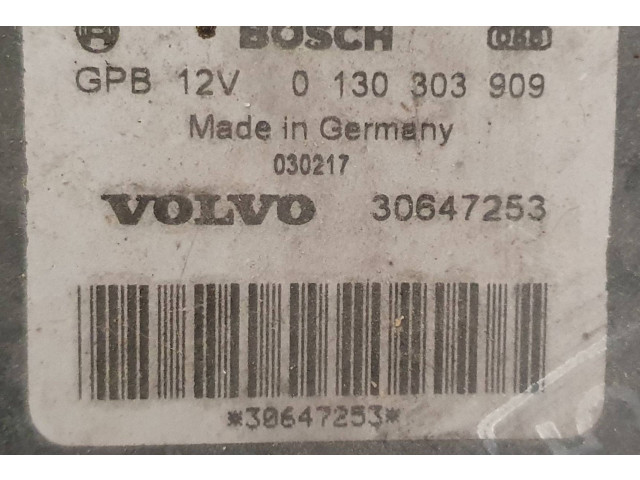 BOSCH
GPB 12V 0 130 303 909
Made in Germany
030217
VOLVO 30647253
*30647253*